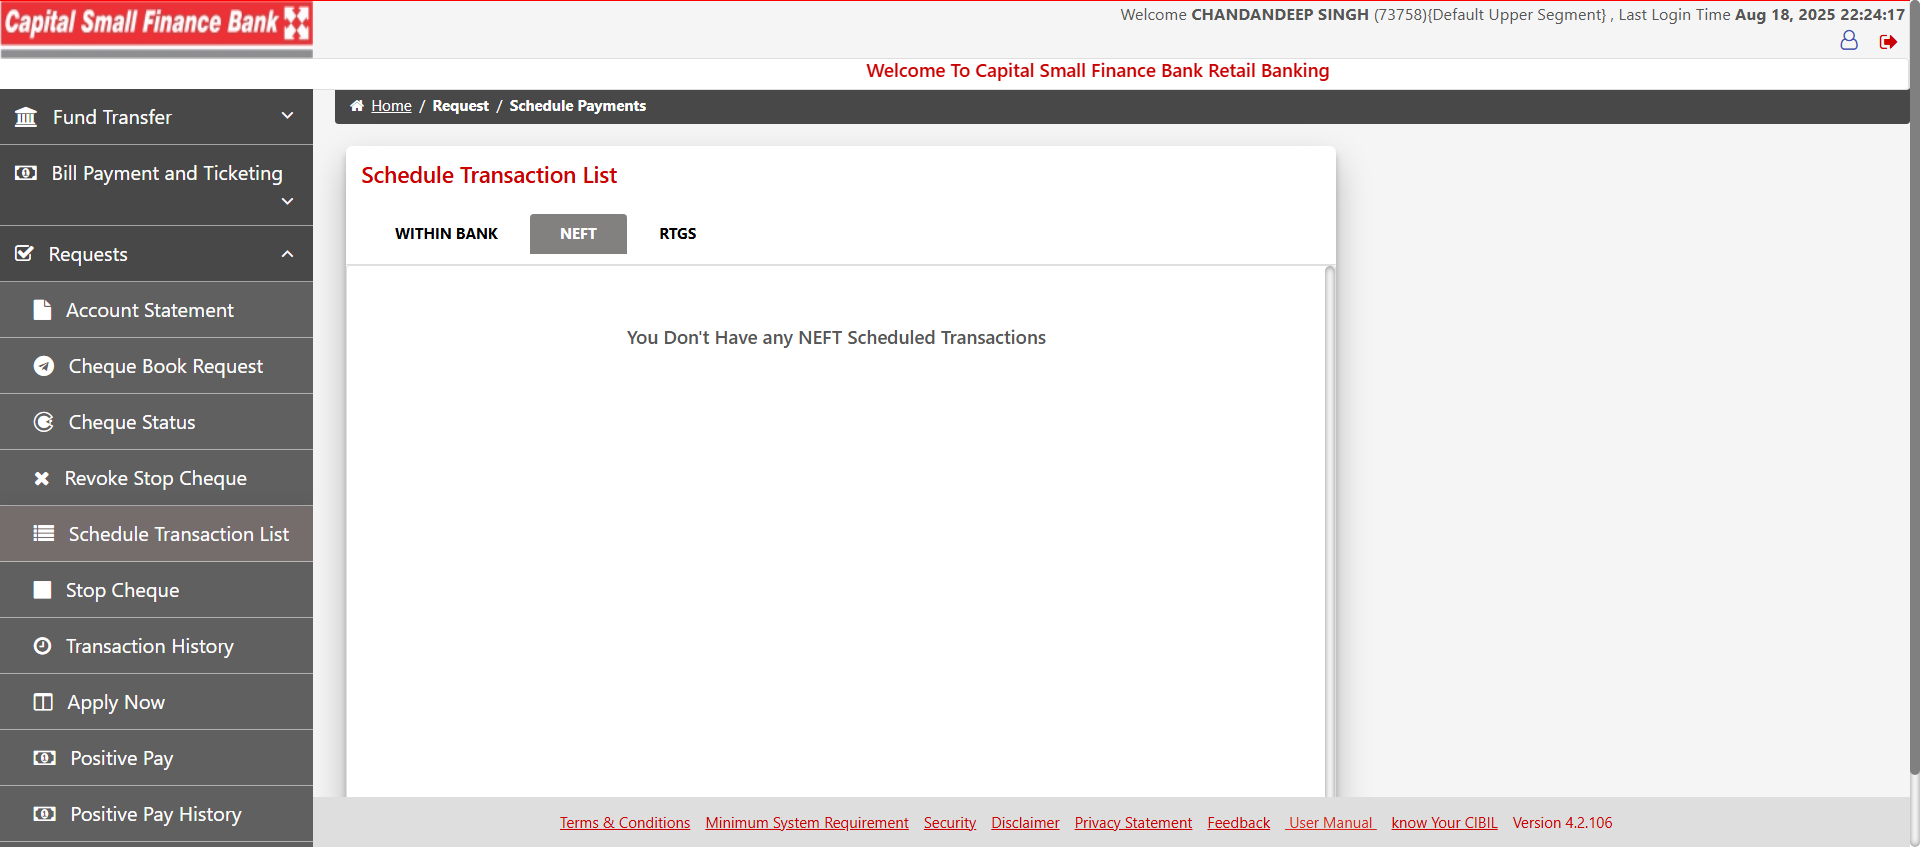 Capital Small Finance Bank
Welcome CHANDANDEEP SINGH (73758){Default Upper Segment} , Last Login Time Aug 18, 2025 22:24:17
Welcome To Capital Small Finance Bank Retail Banking
Home / Request / Schedule Payments
Fund Transfer
Bill Payment and Ticketing
Requests
Account Statement
Cheque Book Request
Cheque Status
Revoke Stop Cheque
Schedule Transaction List
Stop Cheque
Transaction History
Apply Now
Positive Pay
Positive Pay History
Schedule Transaction List
WITHIN BANK NEFT RTGS
You Don't Have any NEFT Scheduled Transactions
Terms & Conditions Minimum System Requirement Security Disclaimer Privacy Statement Feedback User Manual know Your CIBIL Version 4.2.106